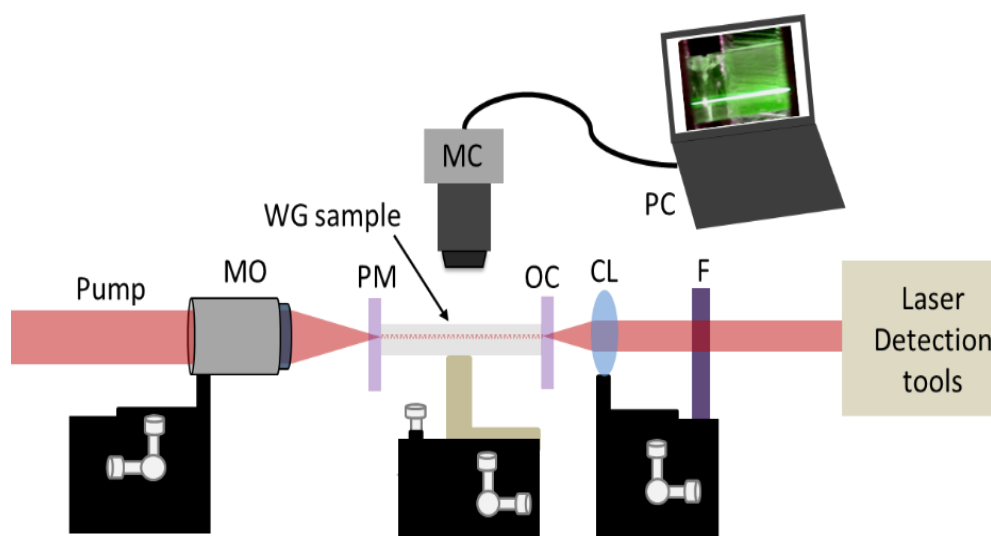 MC
PC
WG sample
Pump
MO
PM
OC
CL
F
Laser
Detection
tools